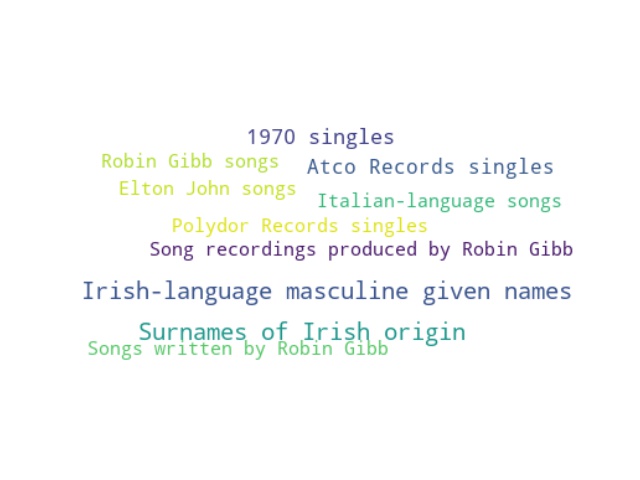 1970 singles
Robin Gibb songs
Atco Records singles
Elton John songs
Italian-language songs
Polydor Records singles
Song recordings produced by Robin Gibb
Irish-language masculine given names
Surnames of Irish origin
Songs written by Robin Gibb